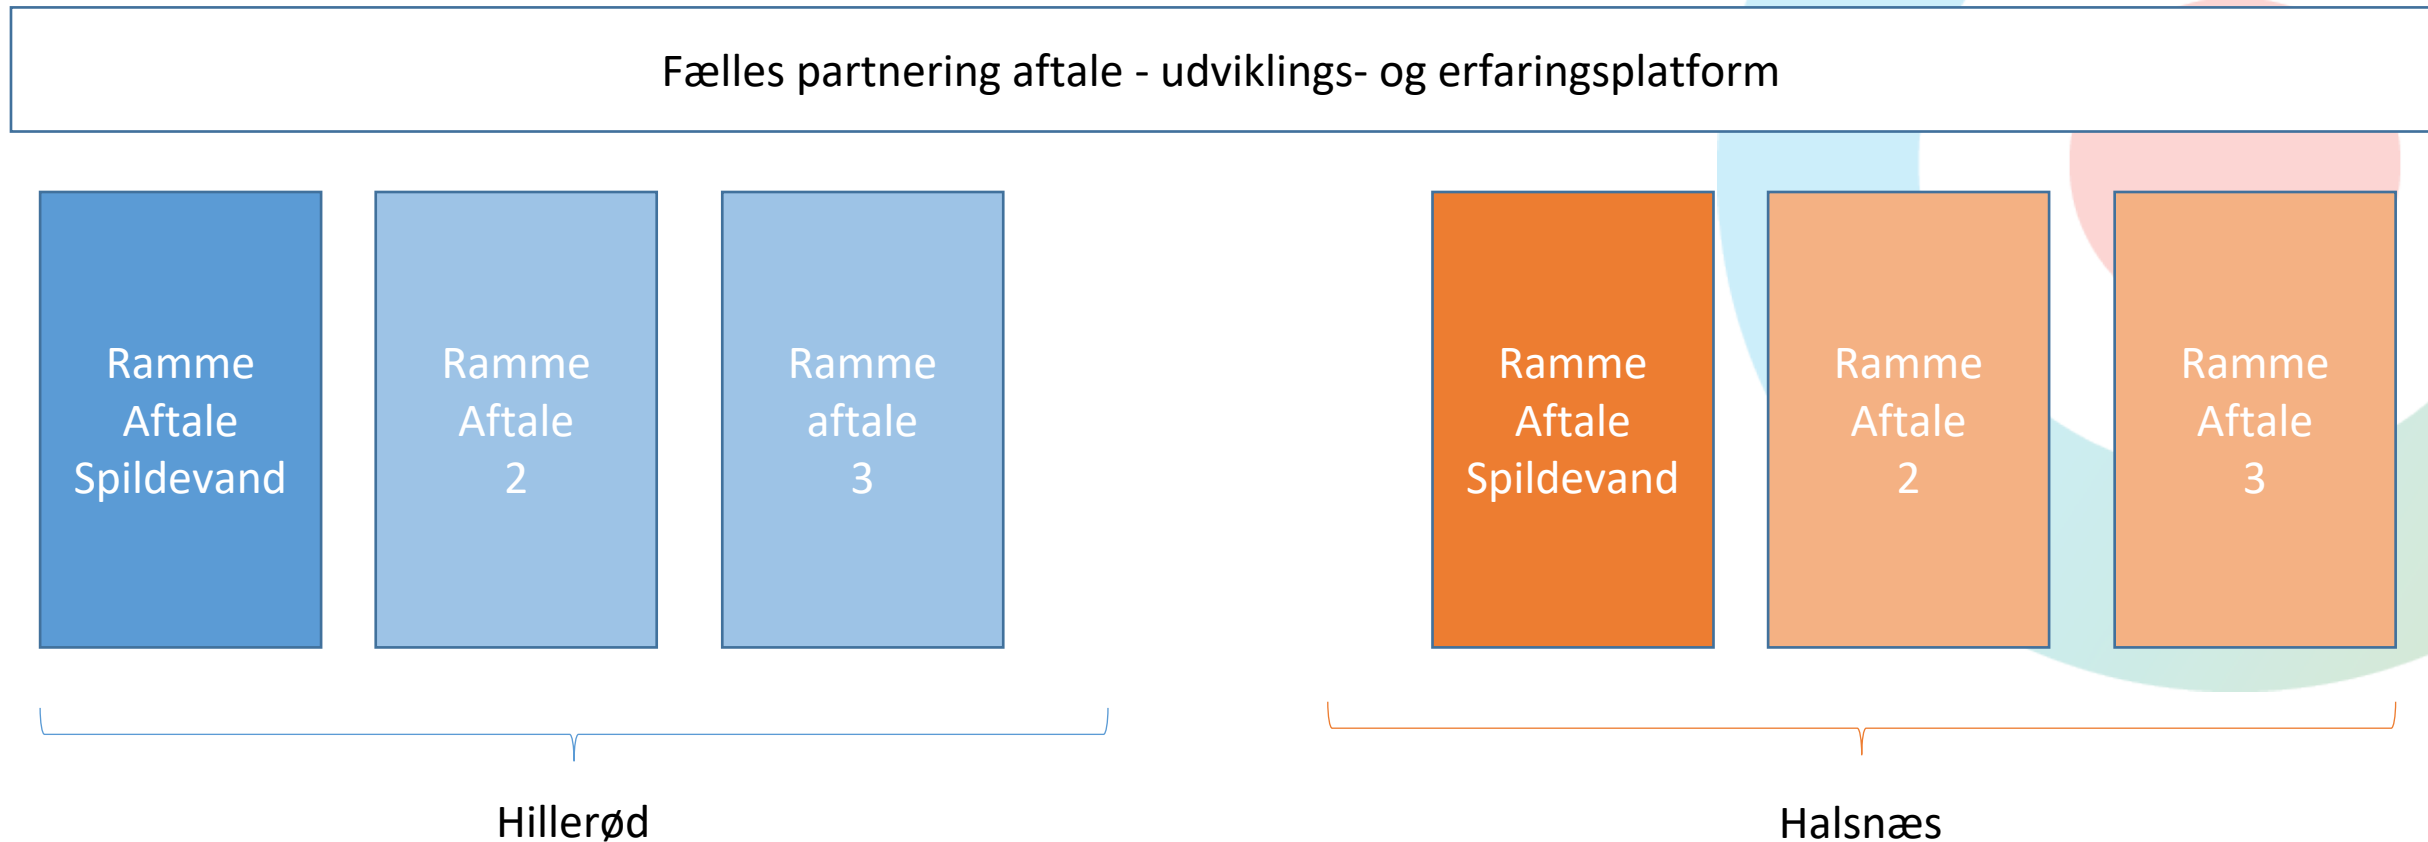 Fælles partnering aftale - udviklings- og erfaringsplatform
Ramme
Aftale
Spildevand
Ramme
Aftale
2
Ramme
aftale
3
Ramme
Aftale
Spildevand
Ramme
Aftale
2
Ramme
Aftale
3
Hillerød
Halsnæs